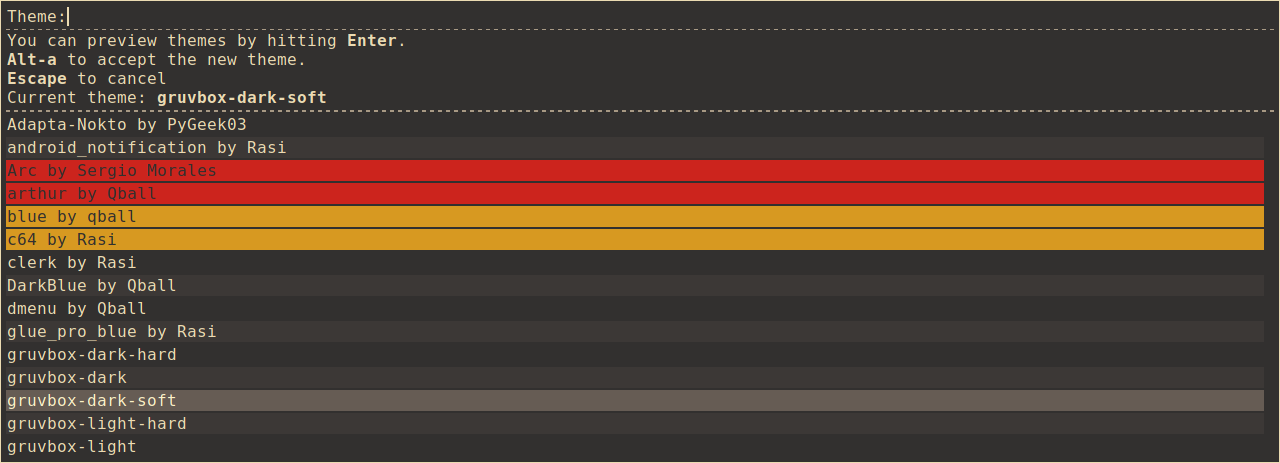 Theme:
You can preview themes by hitting Enter.
Alt-a to accept the new theme.
Escape to cancel
Current theme: gruvbox-dark-soft
Adapta-Nokto by PyGeek03
android_notification by Rasi
Arc by Sergio Morales
arthur by Qball
blue by qball
c64 by Rasi
clerk by Rasi
DarkBlue by Qball
dmenu by Qball
glue_pro_blue by Rasi
gruvbox-dark-hard
gruvbox-dark
gruvbox-dark-soft
gruvbox-light-hard
gruvbox-light